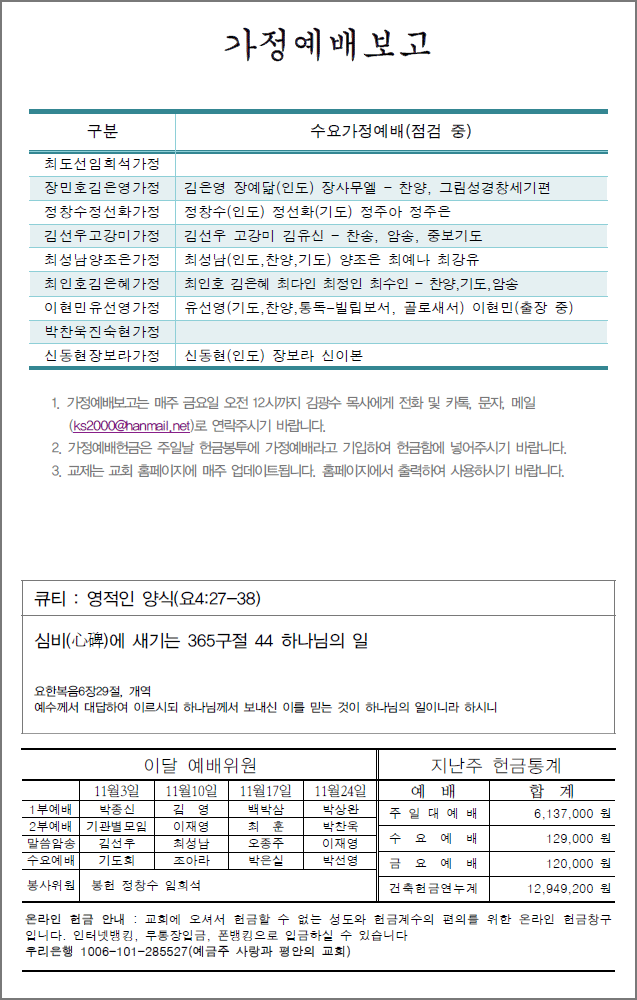 가정예배보고
구분 수요가정예배(점검 중)
최도선임희석가정
장민호김은영가정 김은영 장예닮(인도) 장사무엘 - 찬양, 그림성경창세기편
정창수정선화가정 정창수(인도) 정선화(기도) 정주아 정주은
김선우고강미가정 김선우 고강미 김유신 - 찬송, 암송, 중보기도
최성남양조은가정 최성남(인도,찬양,기도) 양조은 최예나 최강유
최인호김은혜가정 최인호 김은혜 최다인 최정인 최수인 - 찬양,기도,암송
이현민유선영가정 유선영(기도,찬양,통독-빌립보서, 골로새서) 이현민(출장 중)
박찬욱진숙현가정
신동현장보라가정 신동현(인도) 장보라 신이본
1. 가정예배보고는 매주 금요일 오전 12시까지 김광수 목사에게 전화 및 카톡, 문자, 메일
(ks2000@hanmail.net)로 연락주시기 바랍니다.
2. 가정예배헌금은 주일날 헌금봉투에 가정예배라고 기입하여 헌금함에 넣어주시기 바랍니다.
3. 교제는 교회 홈페이지에 매주 업데이트됩니다. 홈페이지에서 출력하여 사용하시기 바랍니다.
큐티 : 영적인 양식(요4:27-38)
심비(心碑)에 새기는 365구절 44 하나님의 일
요한복음6장29절, 개역
예수께서 대답하여 이르시되 하나님께서 보내신 이를 믿는 것이 하나님의 일이니라 하시니
이달 예배위원
11월3일 11월10일 11월17일 11월24일
1부예배 박종신 김 영 백박삼 박상완
2부예배 기관별모임 이재영 최 훈 박찬욱
말씀암송 김선우 최성남 오종주 이재영
수요예배 기도회 조아라 박은실 박선영
봉사위원 봉헌 정창수 임희석
지난주 헌금통계
예 배 합 계
주 일 대 예 배 6,137,000 원
수 요 예 배 129,000 원
금 요 예 배 120,000 원
건축헌금연누계 12,949,200 원
온라인 헌금 안내 : 교회에 오셔서 헌금할 수 없는 성도와 헌금계수의 편의를 위한 온라인 헌금창구
입니다. 인터넷뱅킹, 무통장입금, 폰뱅킹으로 입금하실 수 있습니다
우리은행 1006-101-285527(예금주 사랑과 평안의 교회)